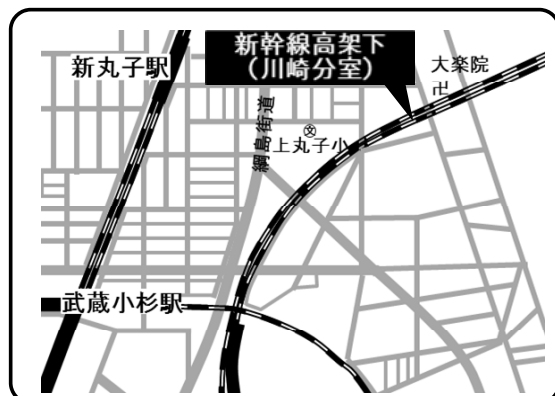 新幹線高架下
(川崎分室)
新丸子駅
大楽院
卍
文
上丸子小
綱島街道
武蔵小杉駅